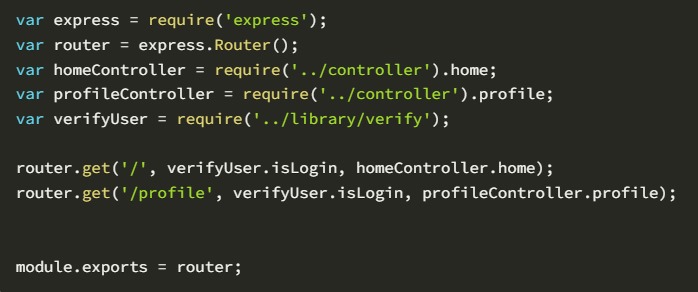 var express = require('express');
var router = express.Router();
var homeController = require('../controller').home;
var profileController = require('../controller').profile;
var verifyUser = require('../library/verify');
router.get('/', verifyUser.isLogin, homeController.home);
router.get('/profile', verifyUser.isLogin, profileController.profile);
module.exports = router;